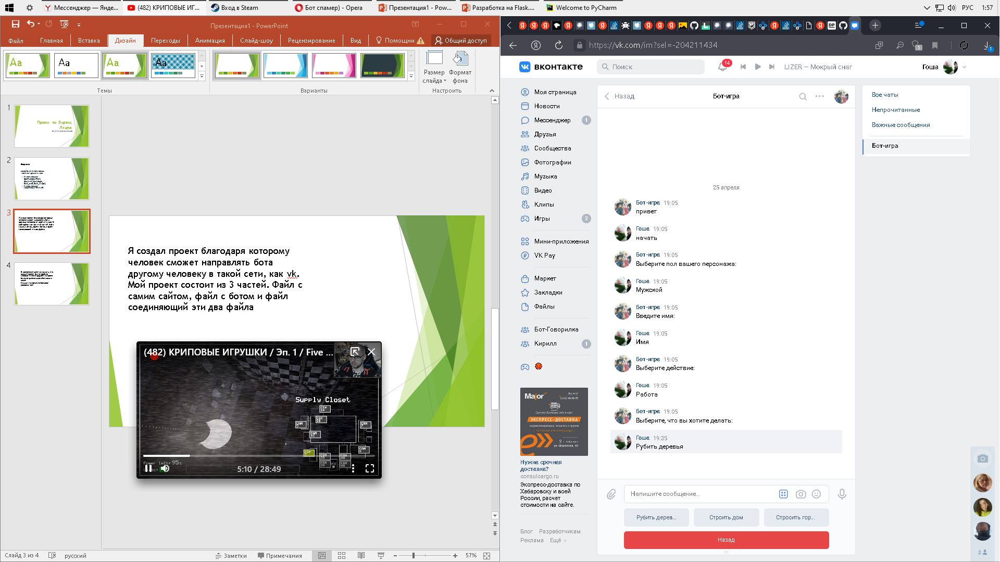 Мессенджер — Янде...
(482) КРИПОВЫЕ ИГ...
Вход в Steam
Бот спамер) - Opera
Презентация1 - Pow...
Разработка на Flask....
Welcome to PyCharm
РУС
1:57
Презентация1 - PowerPoint
Файл
Главная
Вставка
Дизайн
Переходы
Анимация
Слайд-шоу
Рецензирование
Вид
Помощни
Общий доступ
Aa
Aa
Aa
Aa
Размер слайда
Формат фона
Темы
Варианты
Настроить
1
2
3
4
Проект по Яндекс
Лицею
Я создал проект благодаря которому
человек сможет направлять бота
другому человеку в такой сети, как vk.
Мой проект состоит из 3 частей. Файл с
самим сайтом, файл с ботом и файл
соединяющий эти два файла
(482) КРИПОВЫЕ ИГРУШКИ / Эп. 1 / Five ...
Supply Closet
Power left: 95%
5:10 / 28:49
Слайд 3 из 4
русский
Заметки
Примечания
57%
https://vk.com/im?sel=-204211434
вконтакте
Поиск
14
LIZER — Мокрый снег
Гоша
Моя страница
Новости
Мессенджер 1
Друзья
Сообщества
Фотографии
Музыка
Видео
Клипы
Игры 2
Мини-приложения
VK Pay
Маркет
Закладки
Файлы
Бот-Говорилка
Кирилл 1
Major
ЭКСПРЕСС-ДОСТАВКА
Нужна срочная
доставка?
consulcargo.ru
Экспресс-доставка по
Хабаровску и всей
России, расчет
стоимости на сайте.
Блог Разработчикам
Реклама Ещё
Назад
Бот-игра
25 апреля
Бот-игра 19:05
привет
Гоша 19:05
начать
Бот-игра 19:05
Выберите пол вашего персонажа:
Гоша 19:05
Мужской
Бот-игра 19:05
Введите имя:
Гоша 19:05
Имя
Бот-игра 19:05
Выберите действие:
Гоша 19:05
Работа
Бот-игра 19:05
Выберите, что вы хотите делать:
Гоша 19:35
Рубить деревья
Напишите сообщение...
Рубить дерев...
Строить дом
Стросить гор...
Назад
Все чаты
Непрочитанные
Важные сообщения
Бот-игра
3